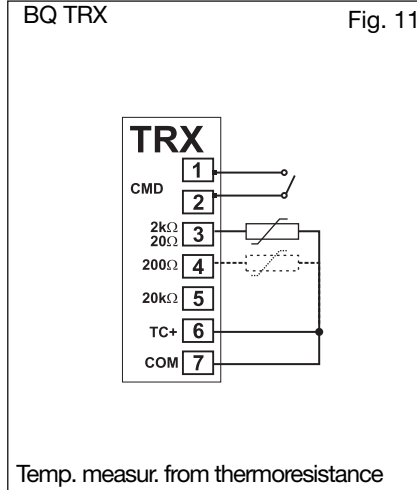 BQ TRX
Fig. 11
TRX
1
CMD
2
2kΩ
20Ω
3
200Ω
4
20kΩ
5
TC+
6
COM
7
Temp. measur. from thermoresistance